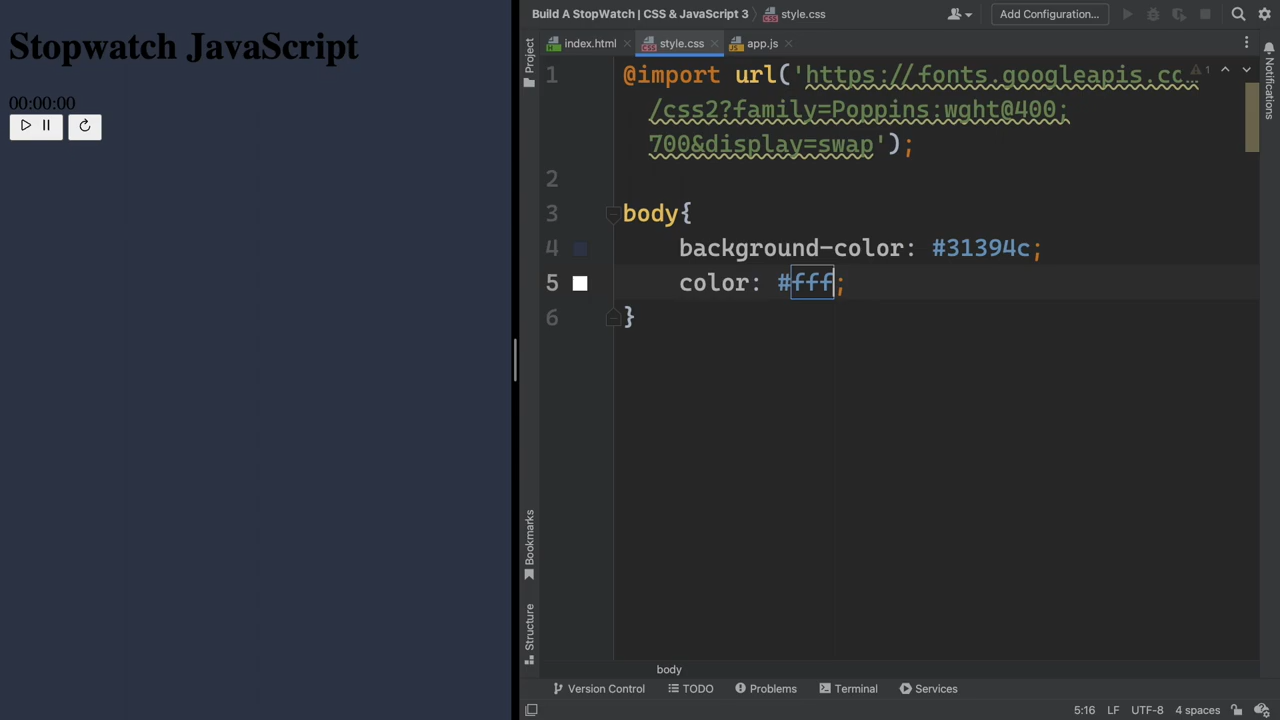 Stopwatch JavaScript
00:00:00
Build A StopWatch | CSS & JavaScript 3
style.css
Add Configuration...
index.html
style.css
app.js
Project
Notifications
1 @import url('https://fonts.googleapis.cc…
/css2?family=Poppins:wght@400;
700&display=swap');
1
2
3 body{
4 background-color: #31394c;
5 color: #fff;
6 }
Bookmarks
Structure
body
Version Control TODO Problems Terminal Services
5:16 LF UTF-8 4 spaces